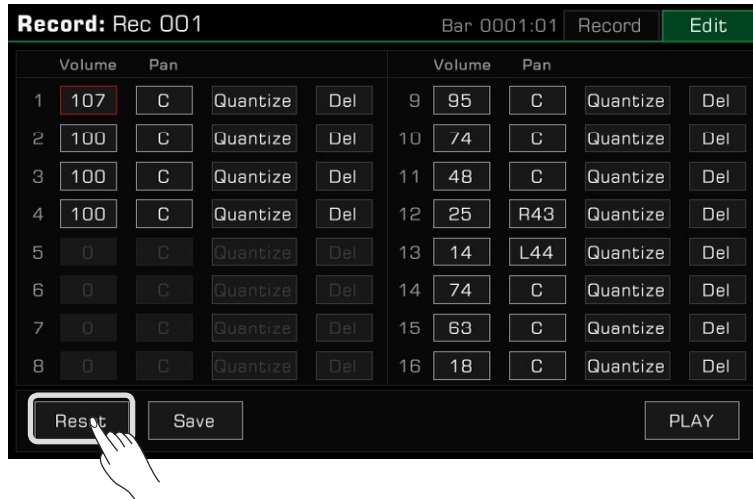 Record: Rec 001 Bar 0001:01 Record Edit
Volume Pan Volume Pan
1 107 C Quantize Del 9 95 C Quantize Del
2 100 C Quantize Del 10 74 C Quantize Del
3 100 C Quantize Del 11 48 C Quantize Del
4 100 C Quantize Del 12 25 R43 Quantize Del
5 0 C Quantize Del 13 14 L44 Quantize Del
6 0 C Quantize Del 14 74 C Quantize Del
7 0 C Quantize Del 15 63 C Quantize Del
8 0 C Quantize Del 16 18 C Quantize Del
Reset Save PLAY